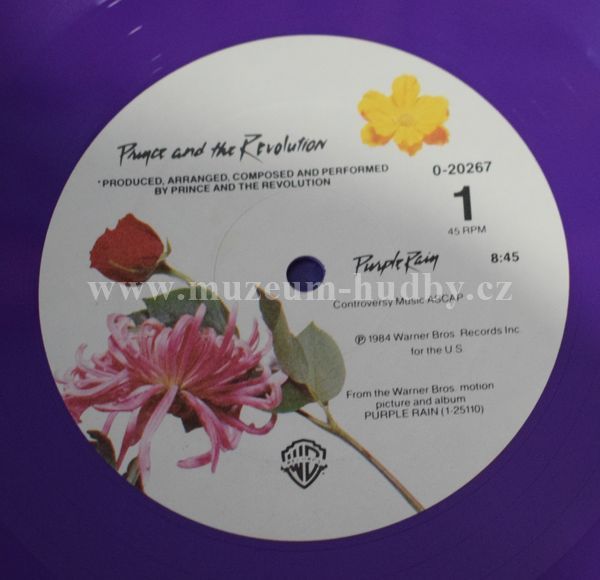 Prince and the Revolution
*PRODUCED, ARRANGED, COMPOSED AND PERFORMED
BY PRINCE AND THE REVOLUTION
0-20267
1
45 RPM
Purple Rain 8:45
www.muzeum-hudby.cz
Controversy Music ASCAP
℗ 1984 Warner Bros. Records Inc.
for the U.S.
From the Warner Bros. motion
picture and album
PURPLE RAIN (1-25110)
WB
RECORDS